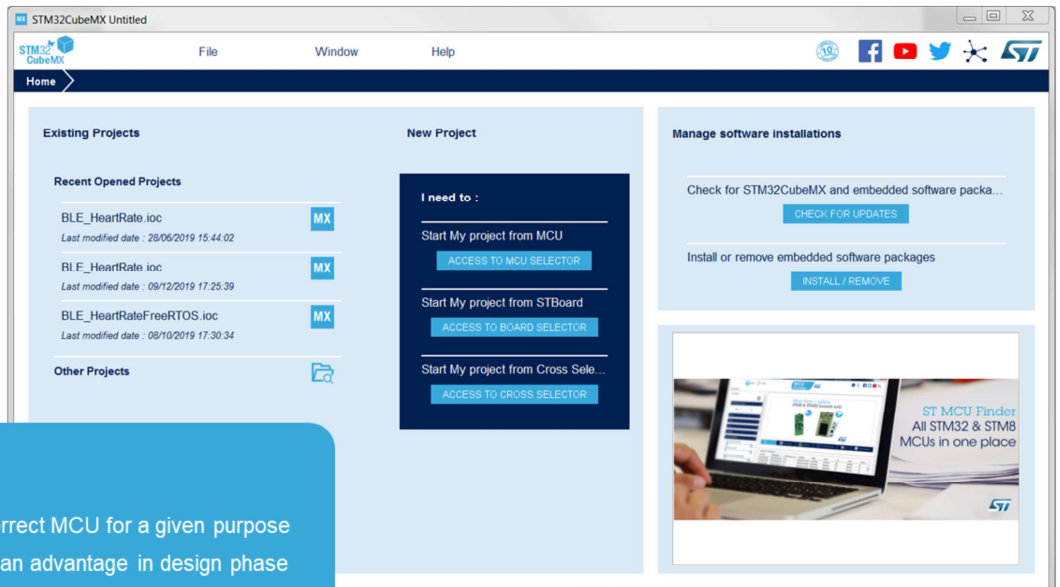 STM32CubeMX Untitled
STM32
CubeMX
File Window Help
Home
Existing Projects
Recent Opened Projects
BLE_HeartRate.ioc
Last modified date : 28/06/2019 15:44:02
BLE_HeartRate.ioc
Last modified date : 09/12/2019 17:25:39
BLE_HeartRateFreeRTOS.ioc
Last modified date : 08/10/2019 17:30:34
Other Projects
New Project
I need to :
Start My project from MCU
ACCESS TO MCU SELECTOR
Start My project from STBoard
ACCESS TO BOARD SELECTOR
Start My project from Cross Sele...
ACCESS TO CROSS SELECTOR
Manage software installations
Check for STM32CubeMX and embedded software packa...
CHECK FOR UPDATES
Install or remove embedded software packages
INSTALL / REMOVE
ST MCU Finder
All STM32 & STM8
MCUs in one place
rrect MCU for a given purpose
an advantage in design phase